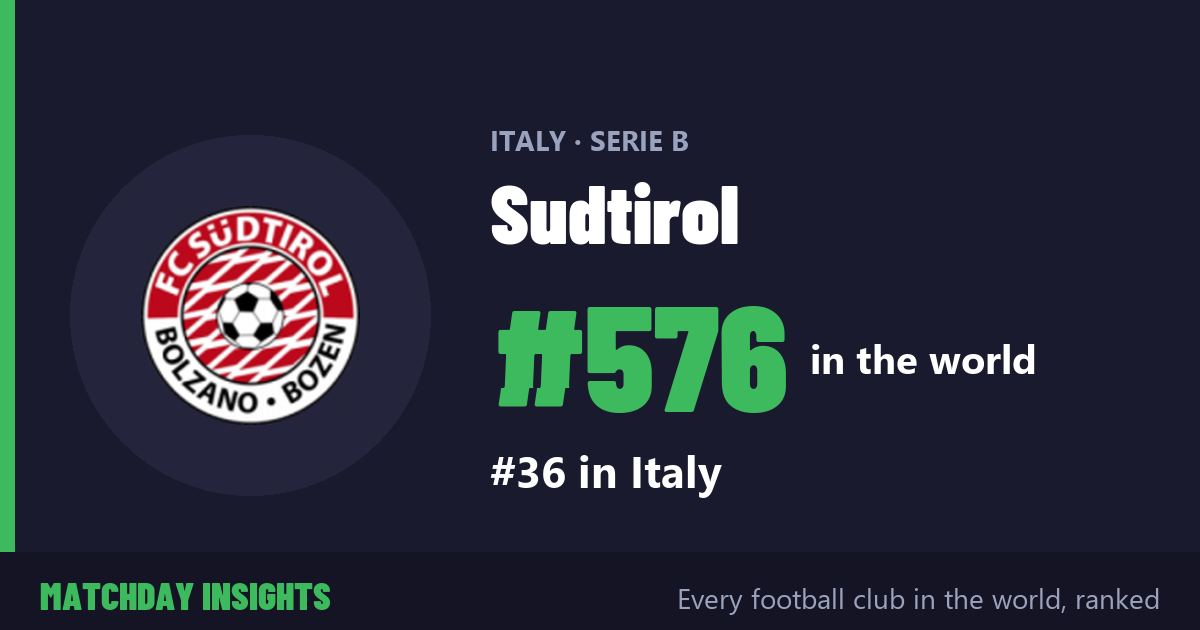 FC SÜDTIROL
BOLZANO • BOZEN
ITALY · SERIE B
Sudtirol
#576 in the world
#36 in Italy
MATCHDAY INSIGHTS
Every football club in the world, ranked